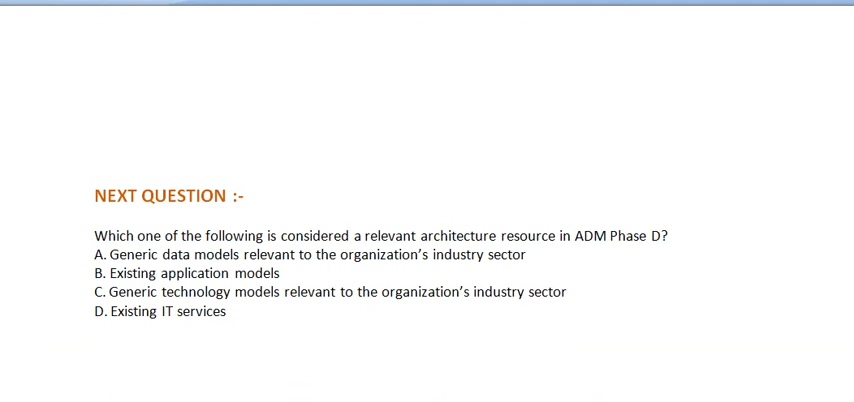 NEXT QUESTION :-
Which one of the following is considered a relevant architecture resource in ADM Phase D?
A. Generic data models relevant to the organization's industry sector
B. Existing application models
C. Generic technology models relevant to the organization's industry sector
D. Existing IT services